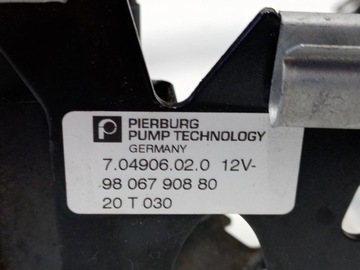 PIERBURG
PUMP TECHNOLOGY
GERMANY
7.04906.02.0 12V-
98 067 908 80
20 T 030